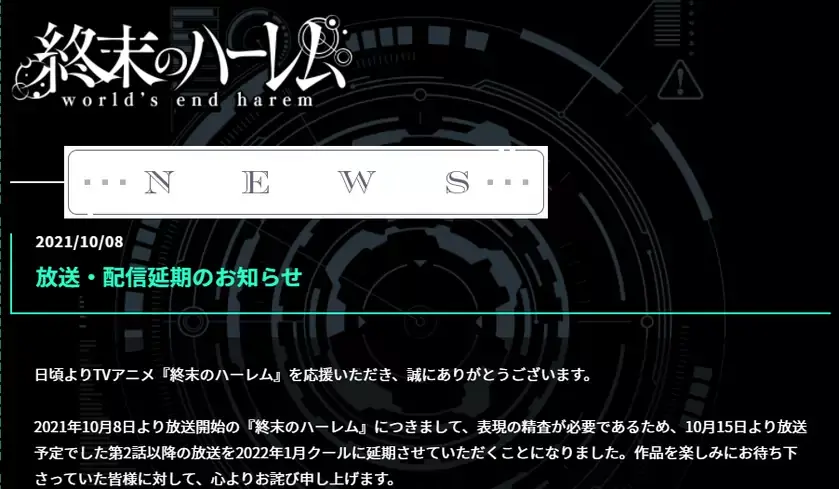 終末のハーレム
world's end harem
NEWS
2021/10/08
放送・配信延期のお知らせ
日頃よりTVアニメ『終末のハーレム』を応援いただき、誠にありがとうございます。
2021年10月8日より放送開始の『終末のハーレム』につきまして、表現の精査が必要であるため、10月15日より放送
予定でした第2話以降の放送を2022年1月クールに延期させていただくことになりました。作品を楽しみにお待ち下
さっていた皆様に対して、心よりお詫び申し上げます。